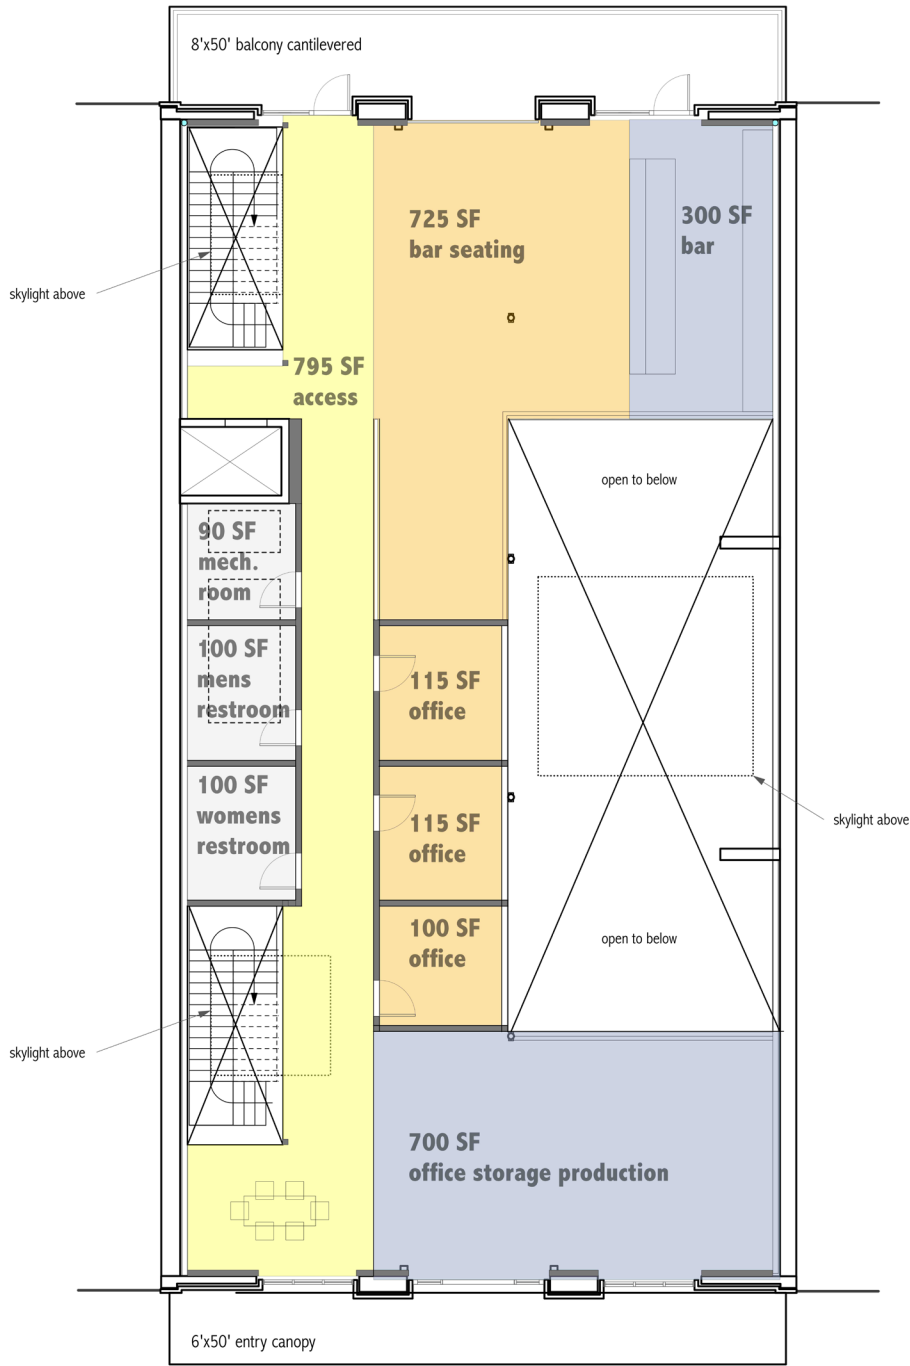 8'x50' balcony cantilevered
725 SF
bar seating
300 SF
bar
skylight above
795 SF
access
open to below
90 SF
mech.
room
100 SF
mens
restroom
115 SF
office
100 SF
womens
restroom
115 SF
office
skylight above
100 SF
office
open to below
skylight above
700 SF
office storage production
6'x50' entry canopy